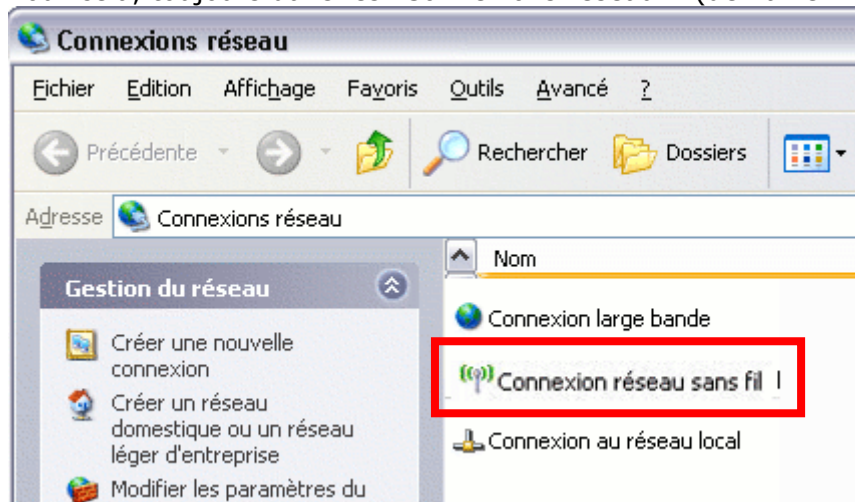 Connexions réseau
Fichier Edition Affichage Favoris Outils Avancé ?
Précédente Rechercher Dossiers
Adresse Connexions réseau
Nom
Gestion du réseau
Connexion large bande
Créer une nouvelle
connexion
Connexion réseau sans fil
Créer un réseau
domestique ou un réseau
léger d'entreprise
Connexion au réseau local
Modifier les paramètres du